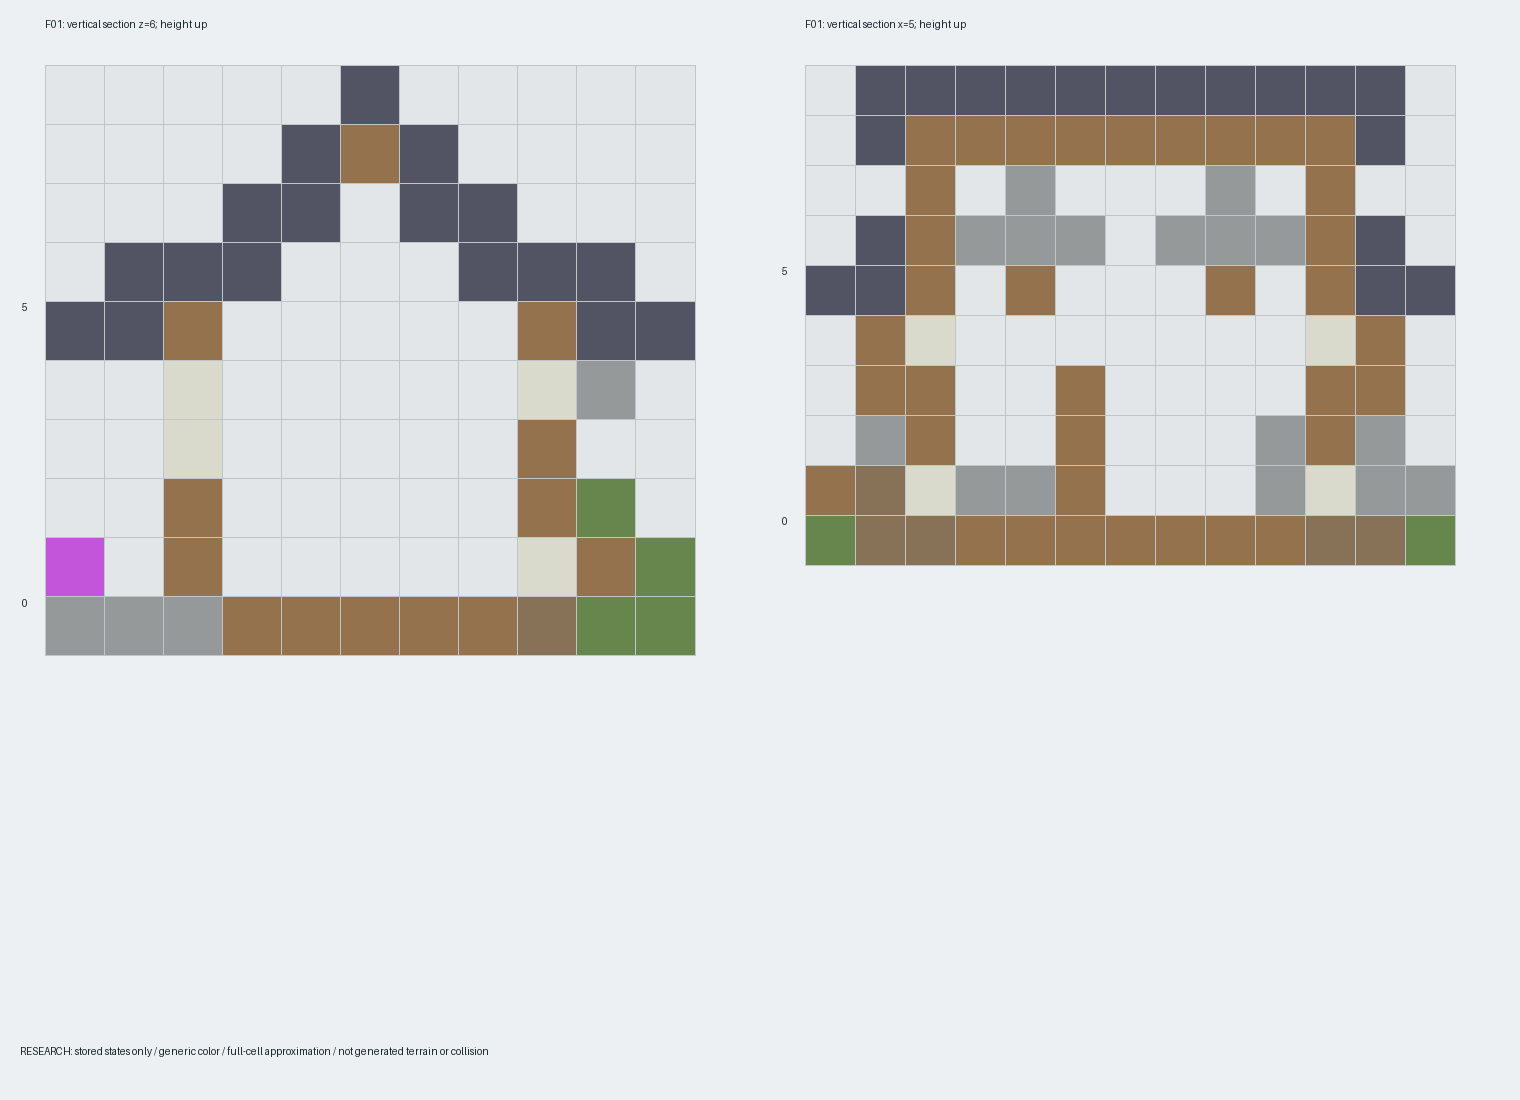 F01: vertical section z=6; height up
F01: vertical section x=5; height up
5
0
5
0
RESEARCH: stored states only / generic color / full-cell approximation / not generated terrain or collision